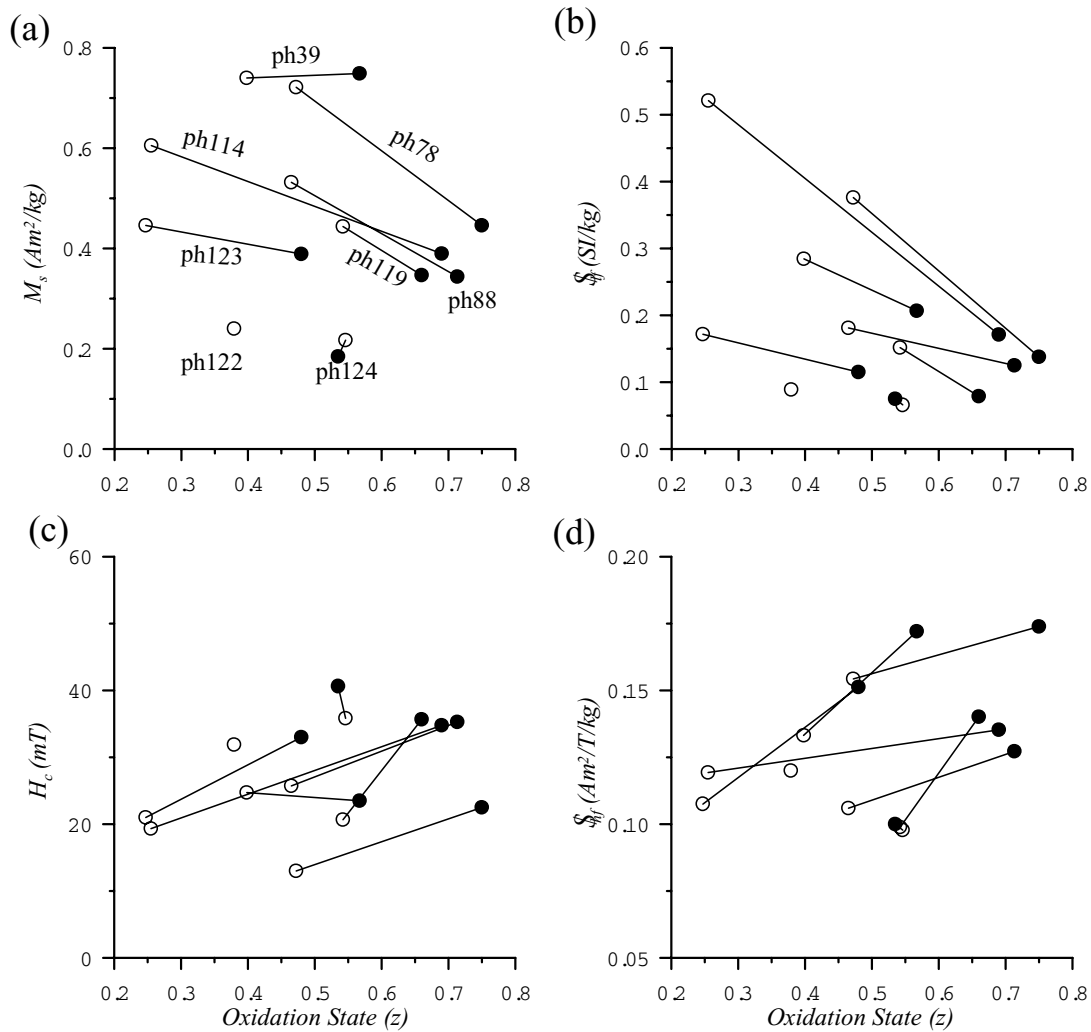 (a)
0.8
0.6
0.4
0.2
0.0
M_s (Am²/kg)
ph39
ph78
ph114
ph123
ph119
ph88
ph122
ph124
0.2 0.3 0.4 0.5 0.6 0.7 0.8
(b)
0.6
0.5
0.4
0.3
0.2
0.1
0.0
$_lf (SI/kg)
0.2 0.3 0.4 0.5 0.6 0.7 0.8
(c)
60
40
20
0
H_c (mT)
0.2 0.3 0.4 0.5 0.6 0.7 0.8
Oxidation State (z)
(d)
0.20
0.15
0.10
0.05
$_hf (Am²/T/kg)
0.2 0.3 0.4 0.5 0.6 0.7 0.8
Oxidation State (z)